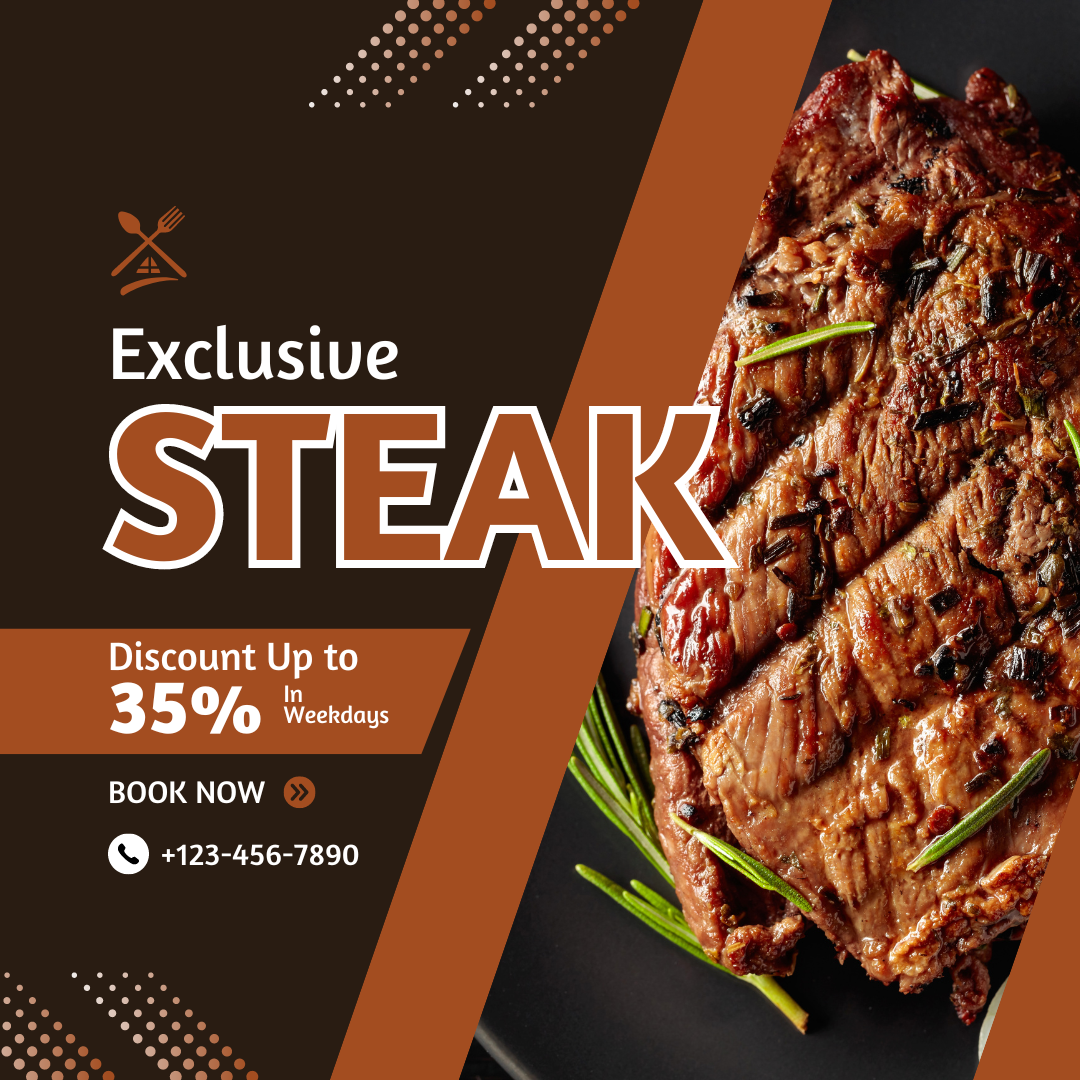 Exclusive
STEAK
Discount Up to
35% In
Weekdays
BOOK NOW
+123-456-7890